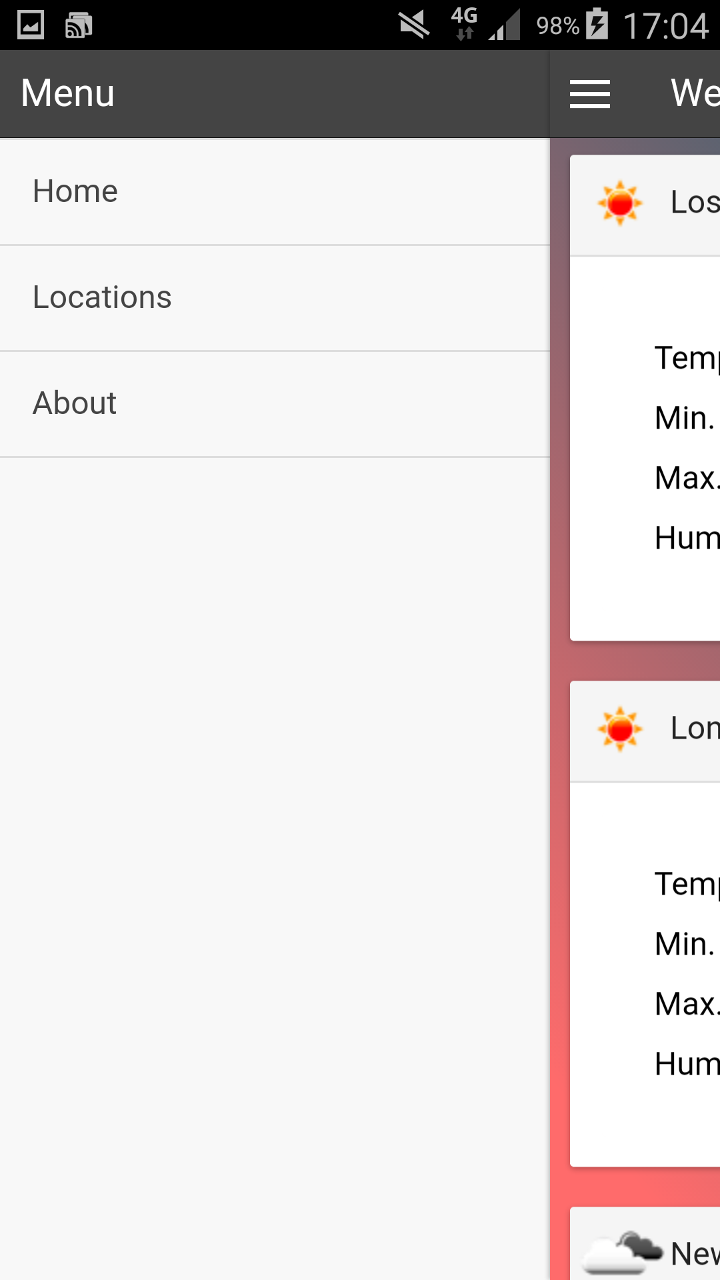 4G 98% 17:04
Menu
We
Home
Locations
About
Los
Temp
Min.
Max.
Hum
Lon
Temp
Min.
Max.
Hum
New